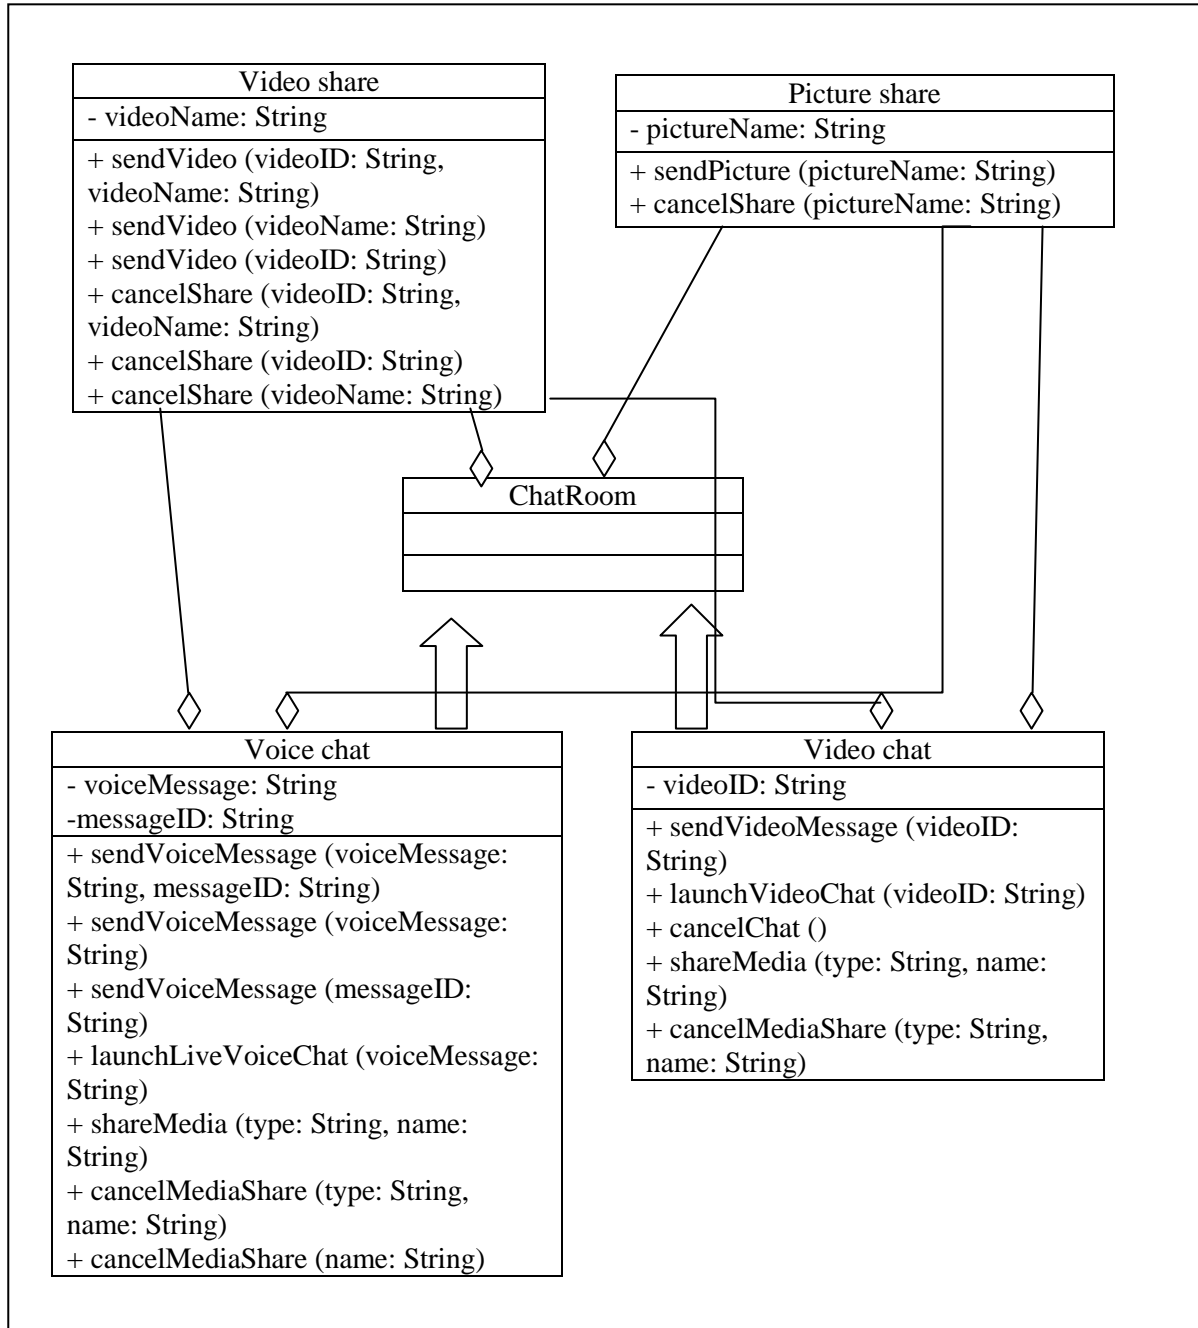 Video share
- videoName: String
+ sendVideo (videoID: String,
videoName: String)
+ sendVideo (videoName: String)
+ sendVideo (videoID: String)
+ cancelShare (videoID: String,
videoName: String)
+ cancelShare (videoID: String)
+ cancelShare (videoName: String)
Picture share
- pictureName: String
+ sendPicture (pictureName: String)
+ cancelShare (pictureName: String)
ChatRoom
Voice chat
- voiceMessage: String
-messageID: String
+ sendVoiceMessage (voiceMessage:
String, messageID: String)
+ sendVoiceMessage (voiceMessage:
String)
+ sendVoiceMessage (messageID:
String)
+ launchLiveVoiceChat (voiceMessage:
String)
+ shareMedia (type: String, name:
String)
+ cancelMediaShare (type: String,
name: String)
+ cancelMediaShare (name: String)
Video chat
- videoID: String
+ sendVideoMessage (videoID:
String)
+ launchVideoChat (videoID: String)
+ cancelChat ()
+ shareMedia (type: String, name:
String)
+ cancelMediaShare (type: String,
name: String)